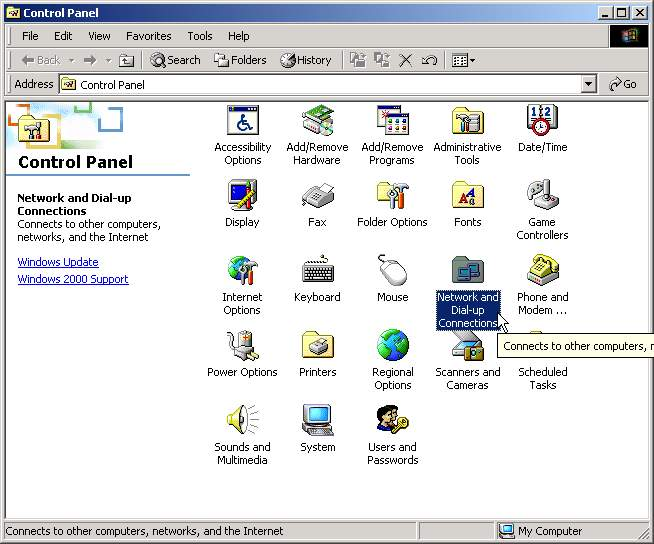 Control Panel
File Edit View Favorites Tools Help
Back Search Folders History
Address Control Panel Go
Control Panel
Network and Dial-up
Connections
Connects to other computers,
networks, and the Internet
Windows Update
Windows 2000 Support
Accessibility
Options
Add/Remove
Hardware
Add/Remove
Programs
Administrative
Tools
12
Date/Time
Display
Fax
Folder Options
Fonts
Game
Controllers
Internet
Options
Keyboard
Mouse
Network and
Dial-up
Connections
Phone and
Modem ...
Power Options
Printers
Regional
Options
Scanners and
Cameras
Connects to other computers,
Scheduled
Tasks
Sounds and
Multimedia
System
Users and
Passwords
Connects to other computers, networks, and the Internet
My Computer